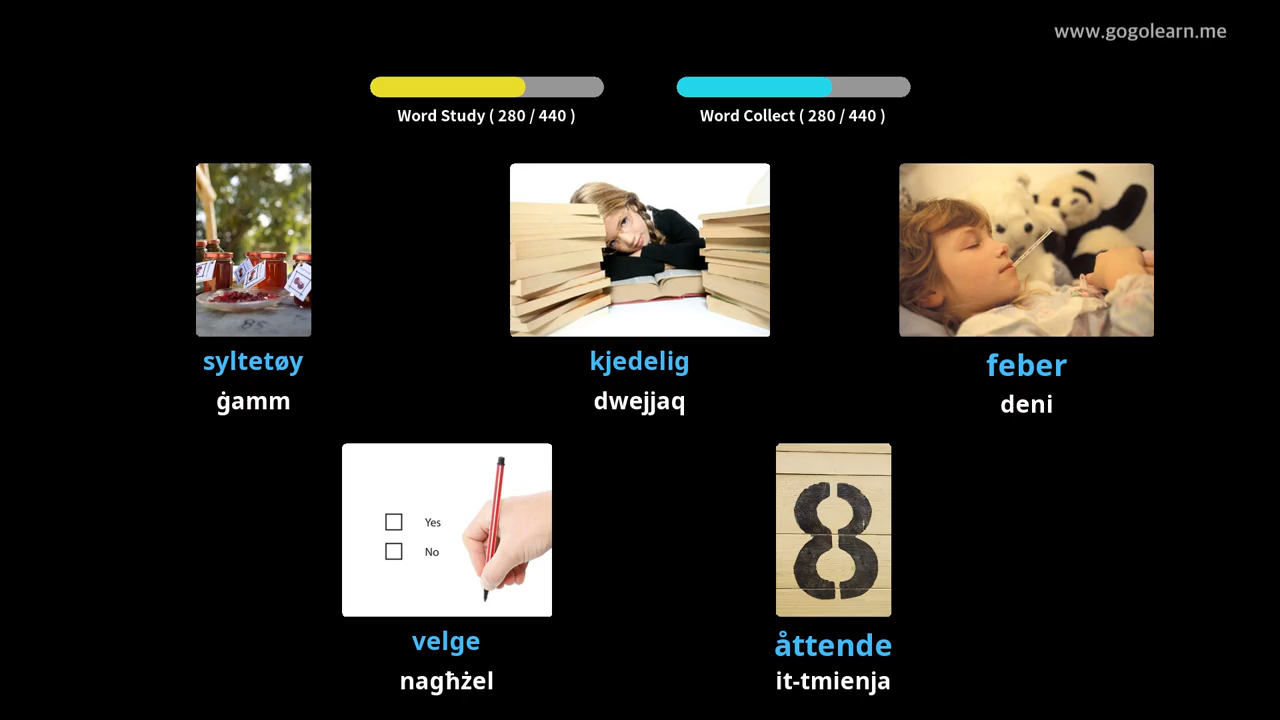 www.gogolearn.me
Word Study ( 280 / 440 )
Word Collect ( 280 / 440 )
syltetøy
ġamm
kjedelig
dwejjaq
feber
deni
Yes
No
velge
nagħżel
8
åttende
it-tmienja